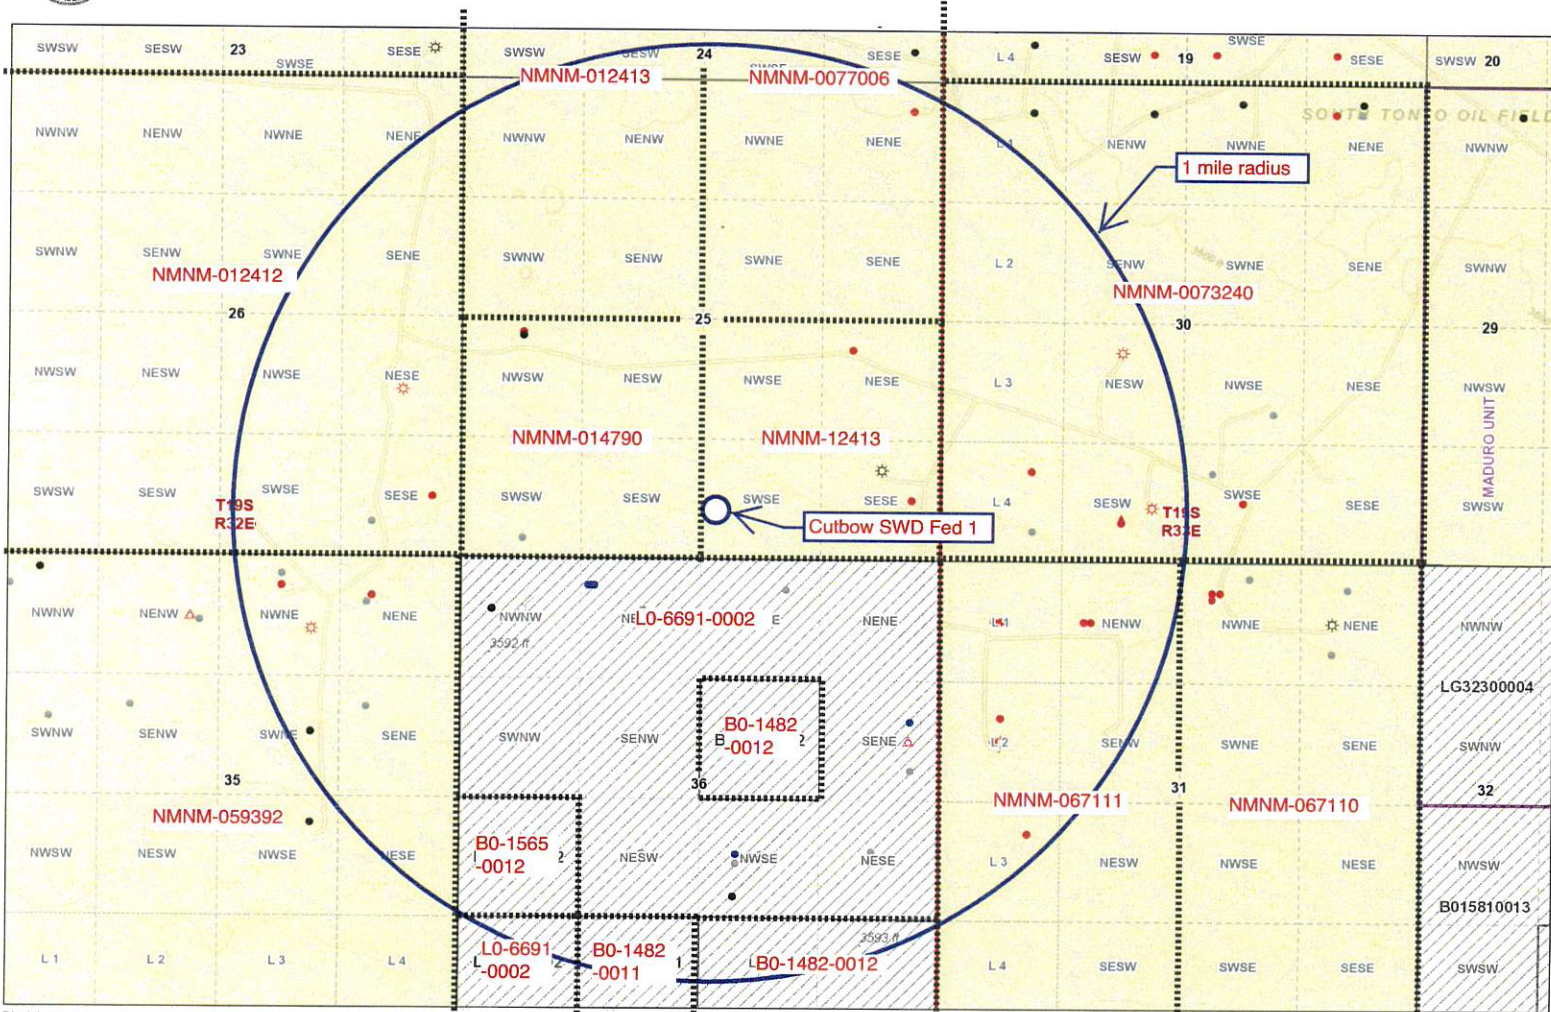 SWSW SESW 23 SWSE SESE SWSW SESW 24 SWSE SESE L 4 SESW 19 SWSE SESE SWSW 20
NMNM-012413 NMNM-0077006
SOUTH TONTO OIL FIELD
NWNW NENW NWNE NENE NWNW NENW NWNE NENE L 1 NENW NWNE NENE NWNW
1 mile radius
SWNW SENW SWNE SENE SWNW SENW SWNE SENE L 2 SENW SWNE SENE SWNW
NMNM-012412 NMNM-0073240
26 25 30 29
NWSW NESW NWSE NESE NWSW NESW NWSE NESE L 3 NESW NWSE NESE NWSW
MADURO UNIT
NMNM-014790 NMNM-12413
SWSW SESW SWSE SESE SWSW SESW SWSE SESE L 4 SESW SWSE SESE SWSW
T19S T19S
R32E R33E
Cutbow SWD Fed 1
NWNW NENW NWNE NENE NWNW L0-6691-0002 E NENE L 1 NENW NWNE NENE NWNW
3592 ft
LG32300004
SWNW SENW SWNE SENE SWNW SENW B0-1482 SENE L 2 SENW SWNE SENE SWNW
-0012
35 36 31 32
NMNM-059392 NMNM-067111 NMNM-067110
B0-1565
-0012
NWSW NESW NWSE NESE NESW NWSE NESE L 3 NESW NWSE NESE NWSW
B015810013
3593 ft
L 1 L 2 L 3 L 4 L0-6691 B0-1482 B0-1482-0012 L 4 SESW SWSE SESE SWSW
-0002 -0011